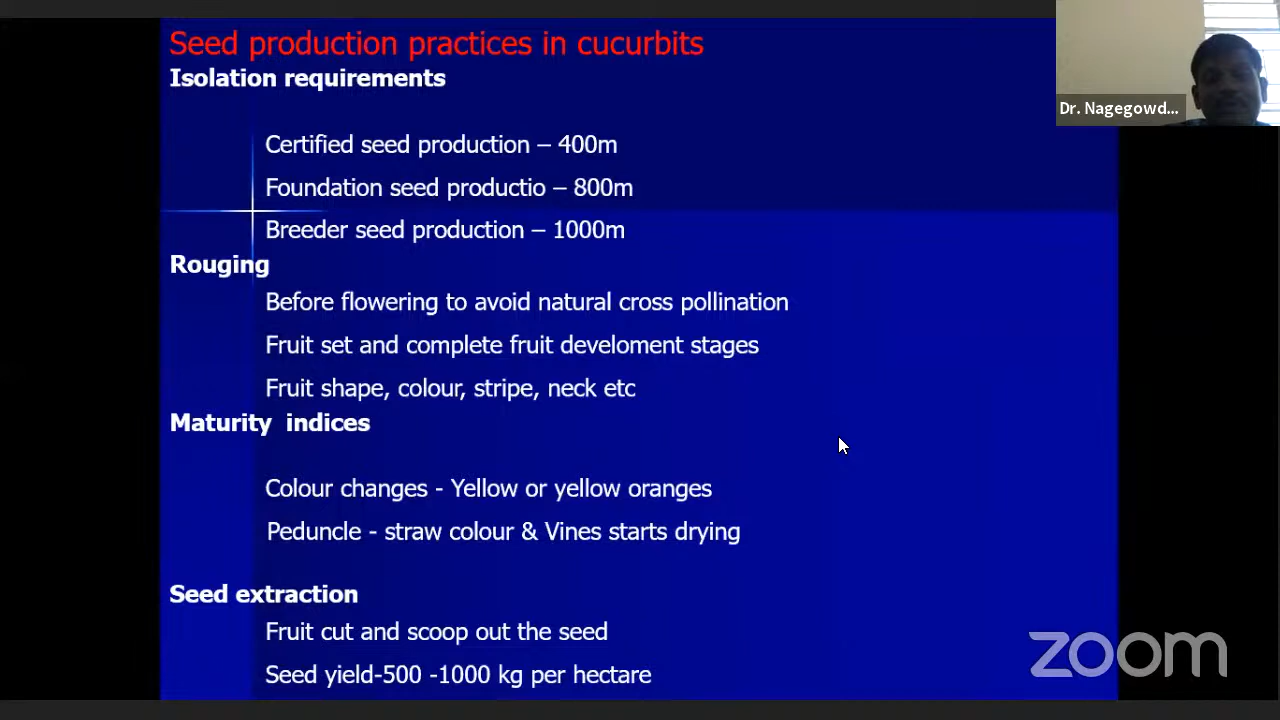 Seed production practices in cucurbits
Isolation requirements
Certified seed production – 400m
Foundation seed productio – 800m
Breeder seed production – 1000m
Rouging
Before flowering to avoid natural cross pollination
Fruit set and complete fruit develoment stages
Fruit shape, colour, stripe, neck etc
Maturity indices
Colour changes - Yellow or yellow oranges
Peduncle - straw colour & Vines starts drying
Seed extraction
Fruit cut and scoop out the seed
Seed yield-500 -1000 kg per hectare
Dr. Nagegowd...
zoom